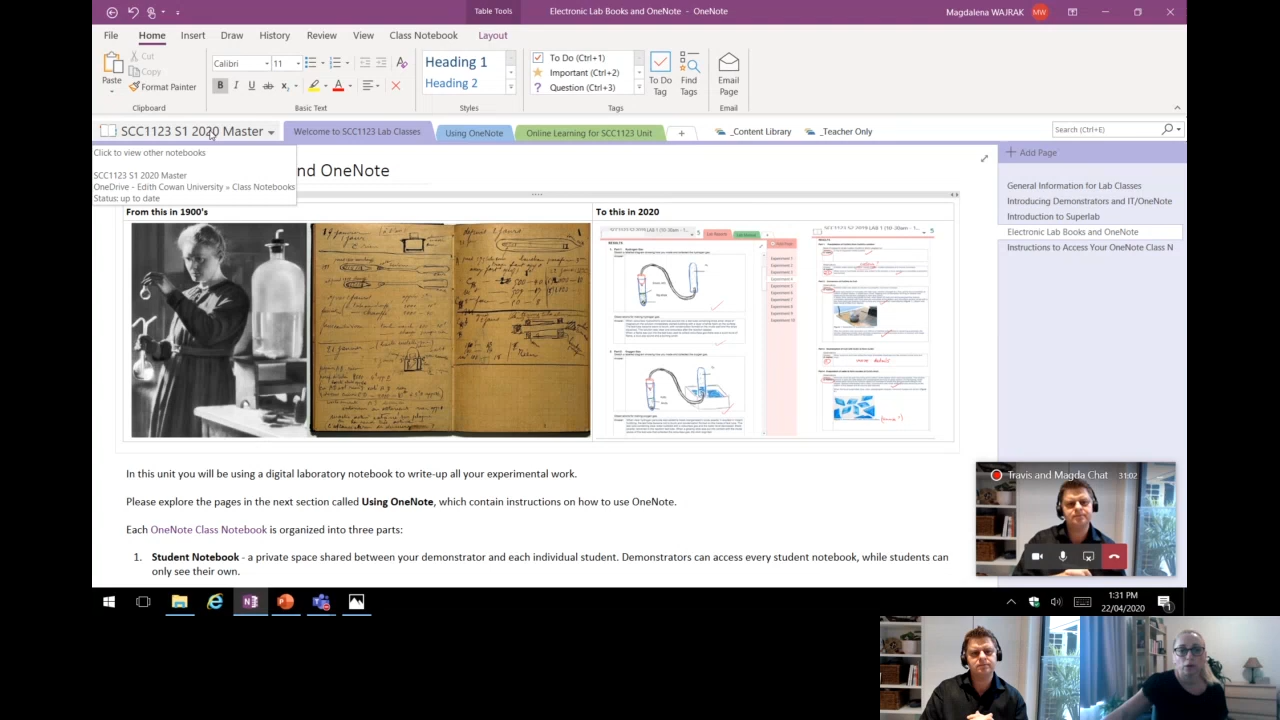 Table Tools
Electronic Lab Books and OneNote - OneNote
Magdalena WAJRAK
MW
File
Home
Insert
Draw
History
Review
View
Class Notebook
Layout
Paste
Cut
Copy
Format Painter
Clipboard
Calibri
11
B I U ab x₂
A
Basic Text
Heading 1
Heading 2
Styles
To Do (Ctrl+1)
Important (Ctrl+2)
? Question (Ctrl+3)
To Do Tag
Find Tags
Tags
Email Page
Email
SCC1123 S1 2020 Master
Welcome to SCC1123 Lab Classes
Using OneNote
Online Learning for SCC1123 Unit
+
_Content Library
_Teacher Only
Search (Ctrl+E)
Click to view other notebooks
SCC1123 S1 2020 Master
OneDrive - Edith Cowan University » Class Notebooks
Status: up to date
nd OneNote
Add Page
General Information for Lab Classes
Introducing Demonstrators and IT/OneNote
Introduction to Superlab
Electronic Lab Books and OneNote
Instructions to Access Your OneNote Class N
From this in 1900's
To this in 2020
In this unit you will be using a digital laboratory notebook to write-up all your experimental work.
Please explore the pages in the next section called Using OneNote, which contain instructions on how to use OneNote.
Each OneNote Class Notebook is organized into three parts:
1. Student Notebook - a private space shared between your demonstrator and each individual student. Demonstrators can access every student notebook, while students can
only see their own.
Travis and Magda Chat
31:02
1:31 PM
22/04/2020
1